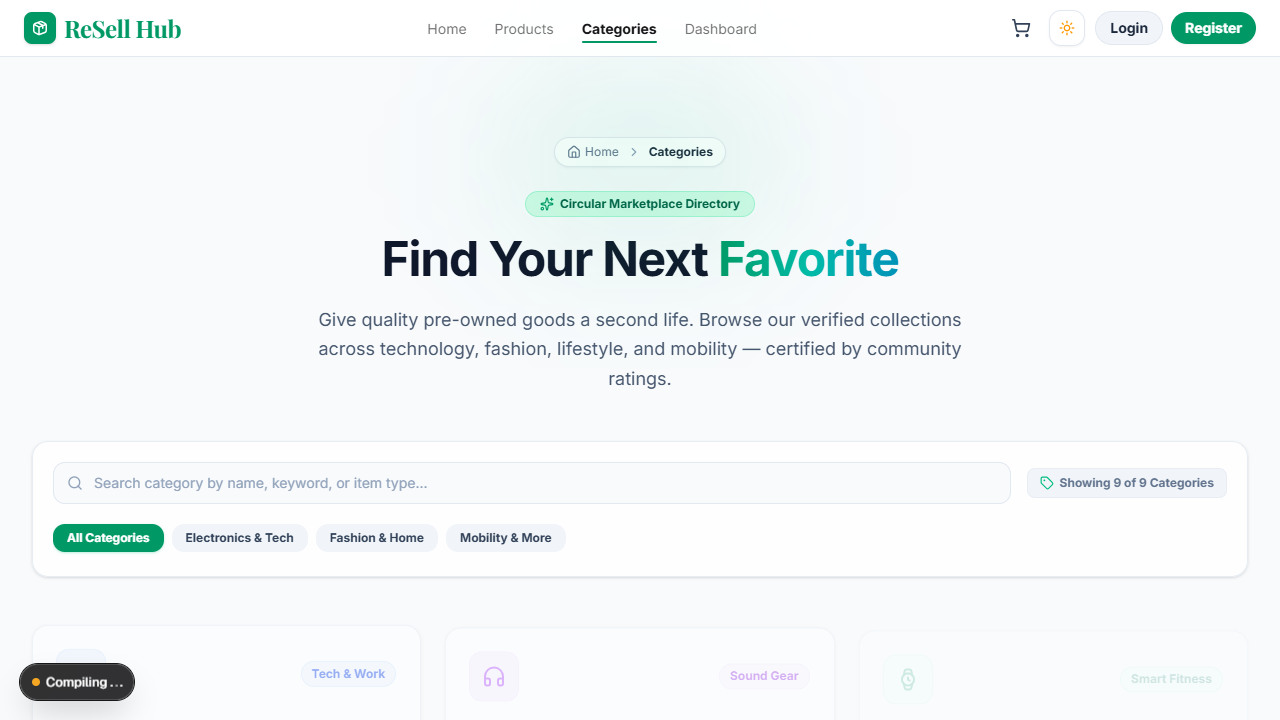 ReSell Hub
Home
Products
Categories
Dashboard
Login
Register
Home
Categories
Circular Marketplace Directory
Find Your Next Favorite
Give quality pre-owned goods a second life. Browse our verified collections
across technology, fashion, lifestyle, and mobility — certified by community
ratings.
Search category by name, keyword, or item type...
Showing 9 of 9 Categories
All Categories
Electronics & Tech
Fashion & Home
Mobility & More
Tech & Work
Sound Gear
Smart Fitness
Compiling ...